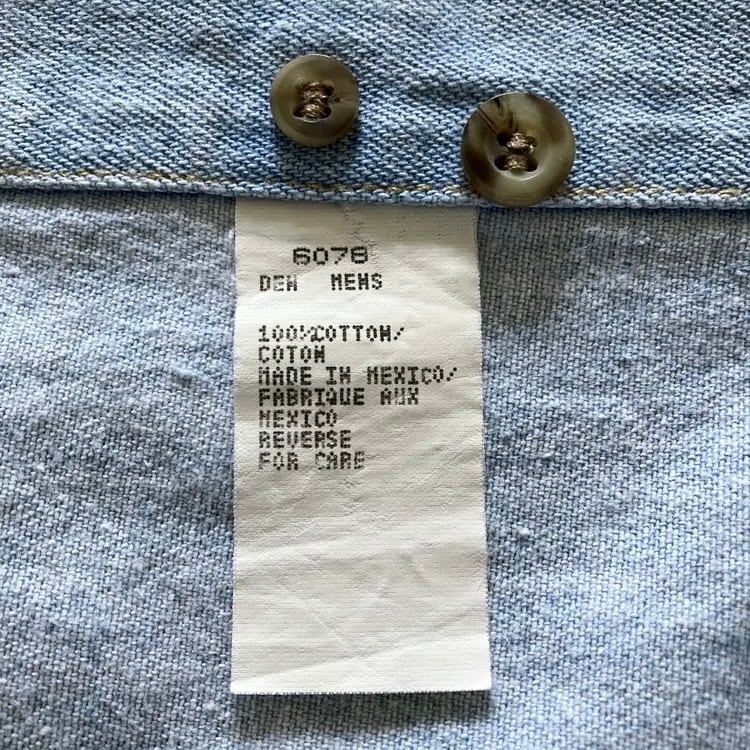 6078
DEN MENS
100% COTTON/
COTON
MADE IN MEXICO/
FABRIQUE AUX
MEXICO
REVERSE
FOR CARE